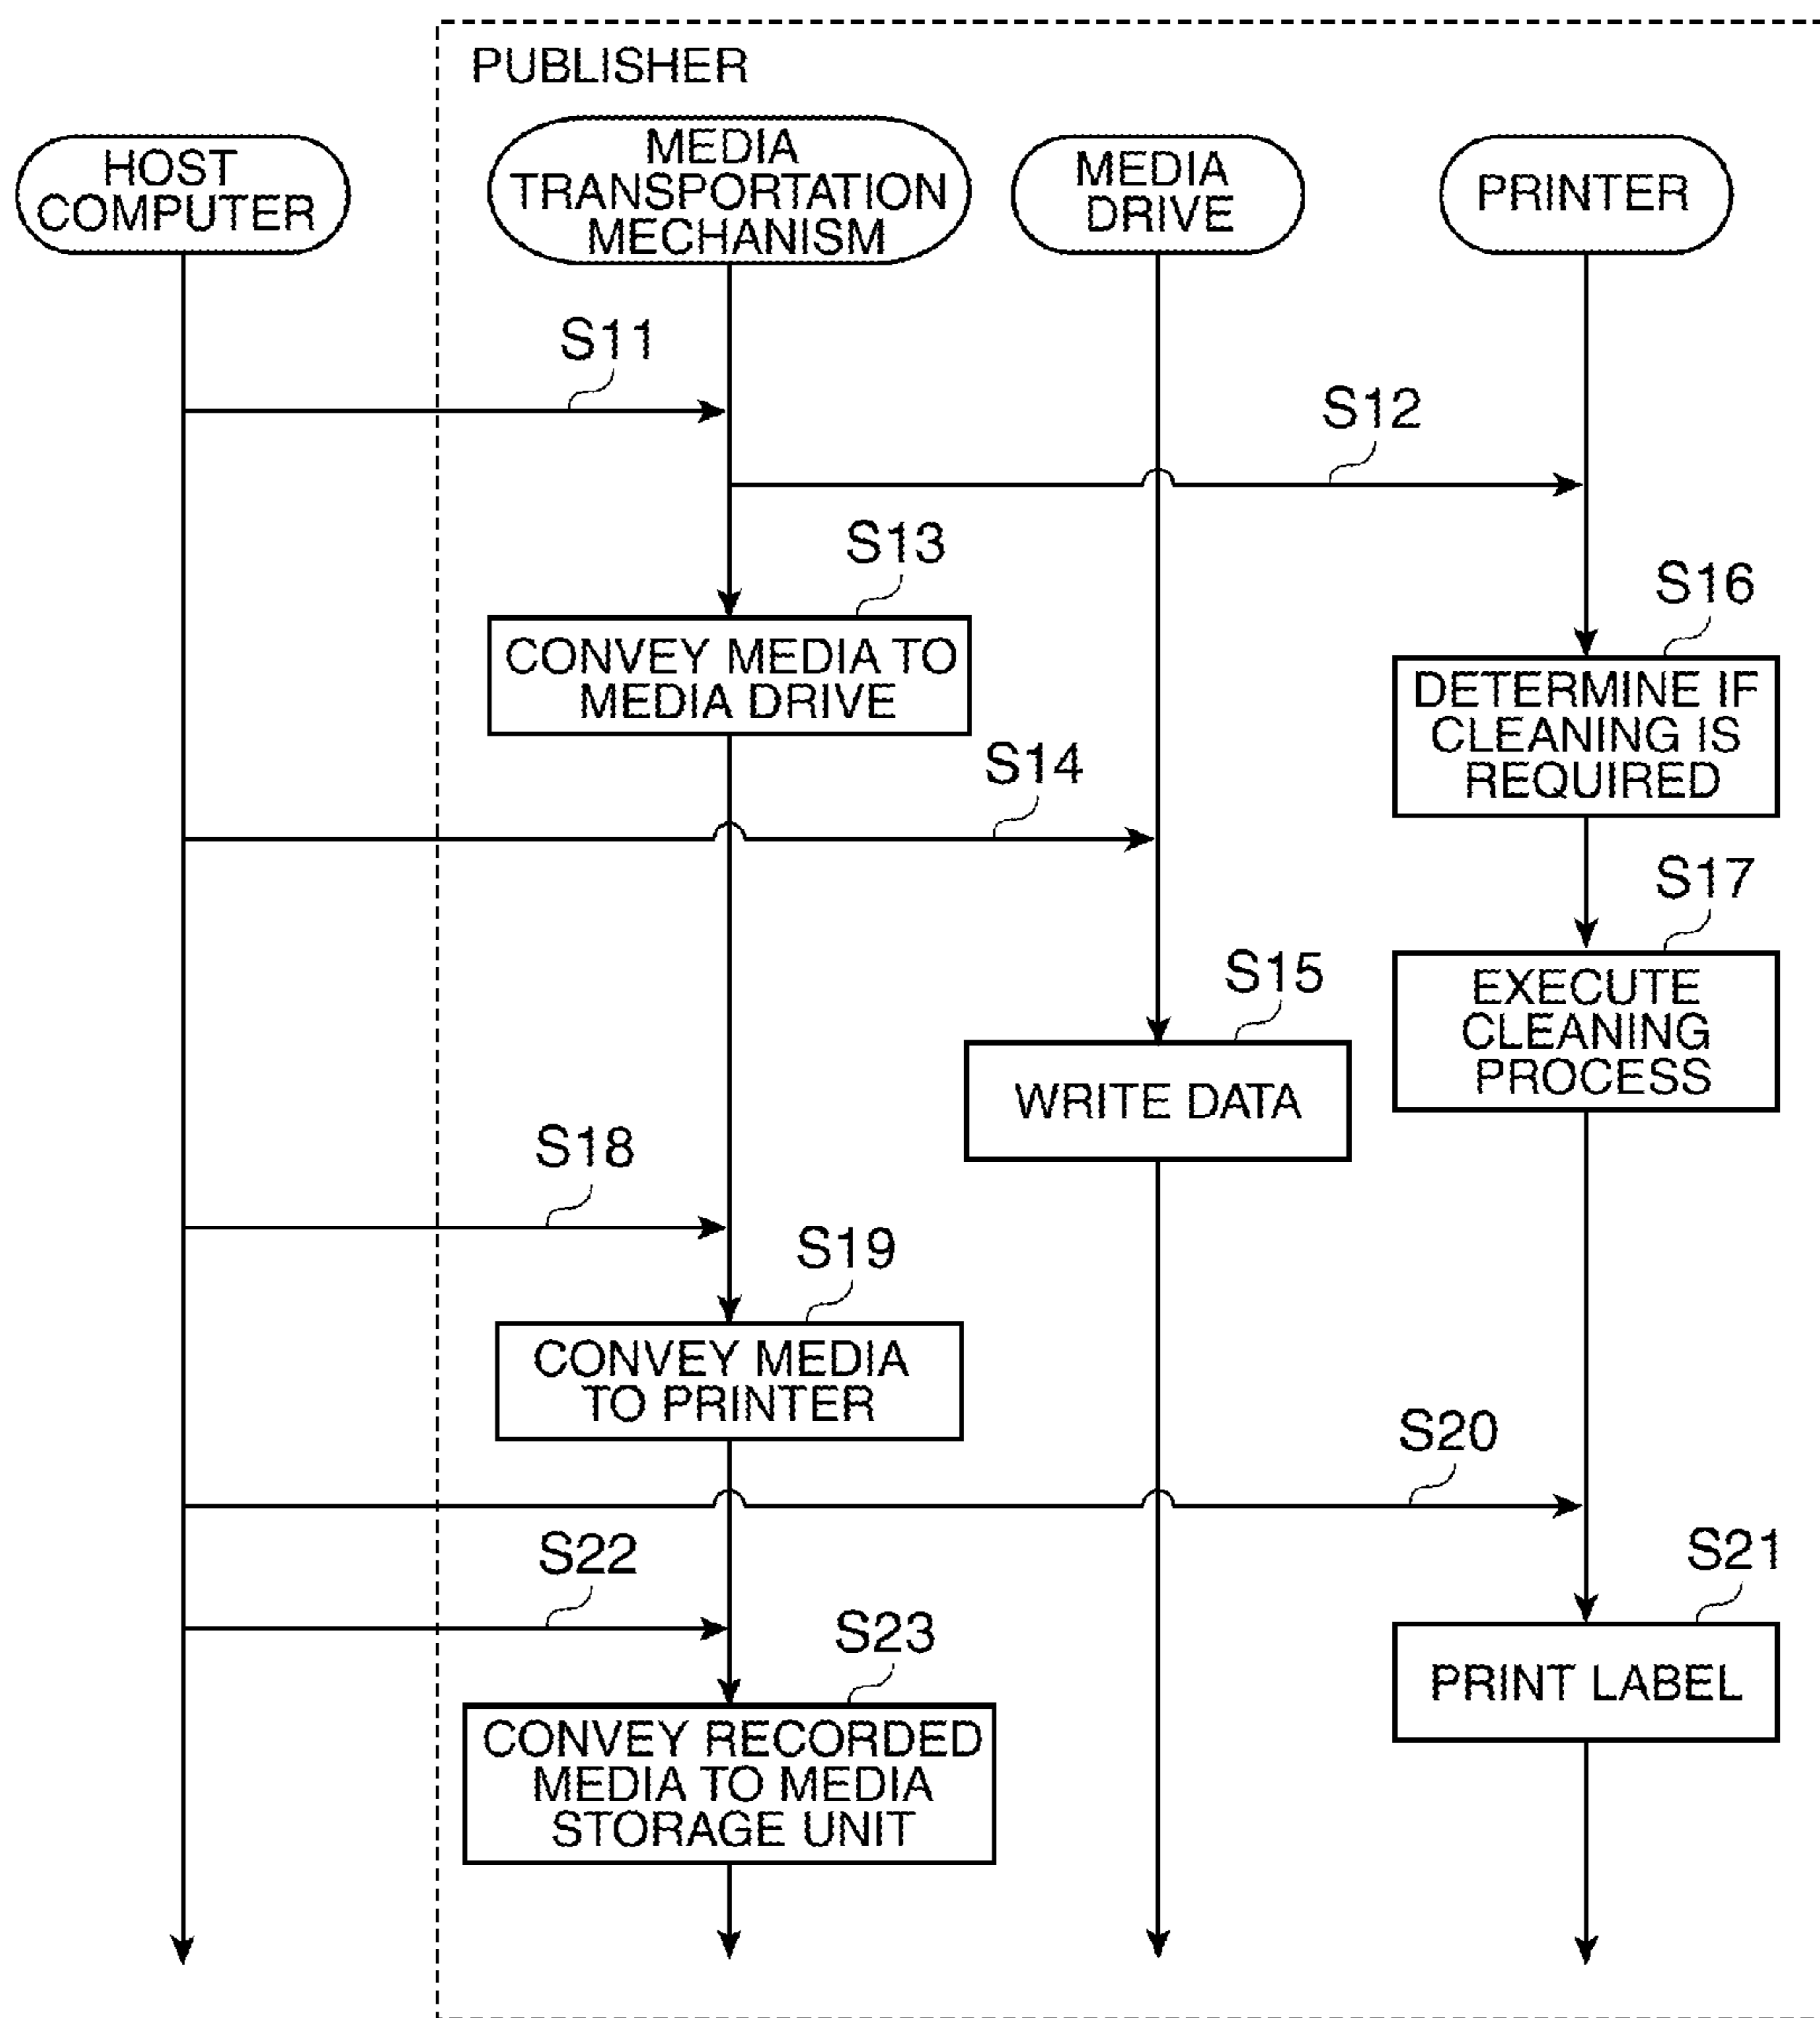 PUBLISHER
HOST
COMPUTER
MEDIA
TRANSPORTATION
MECHANISM
MEDIA
DRIVE
PRINTER
S11
S12
S13
CONVEY MEDIA TO
MEDIA DRIVE
S16
DETERMINE IF
CLEANING IS
REQUIRED
S14
S17
EXECUTE
CLEANING
PROCESS
S15
WRITE DATA
S18
S19
CONVEY MEDIA
TO PRINTER
S20
S22
S21
PRINT LABEL
S23
CONVEY RECORDED
MEDIA TO MEDIA
STORAGE UNIT